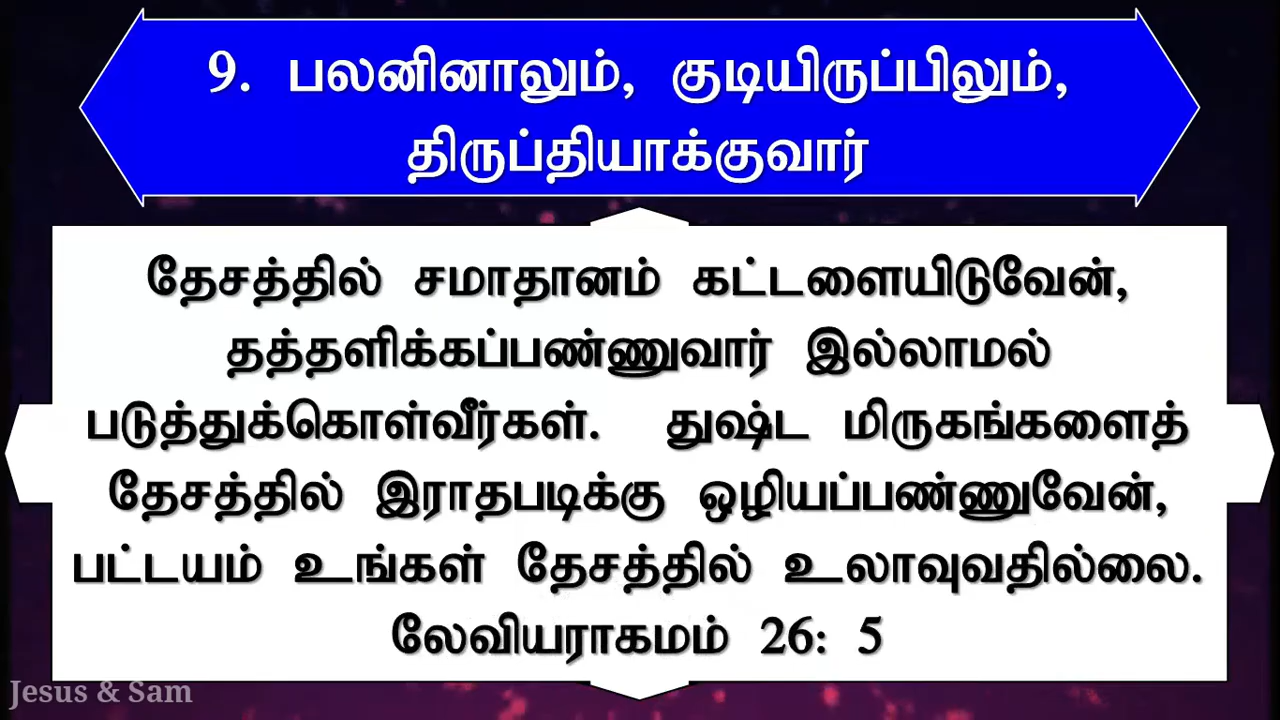 9. பலனினாலும், குடியிருப்பிலும்,
திருப்தியாக்குவார்
தேசத்தில் சமாதானம் கட்டளையிடுவேன்,
தத்தளிக்கப்பண்ணுவார் இல்லாமல்
படுத்துக்கொள்வீர்கள். துஷ்ட மிருகங்களைத்
தேசத்தில் இராதபடிக்கு ஒழியப்பண்ணுவேன்,
பட்டயம் உங்கள் தேசத்தில் உலாவுவதில்லை.
லேவியராகமம் 26: 5
Jesus & Sam